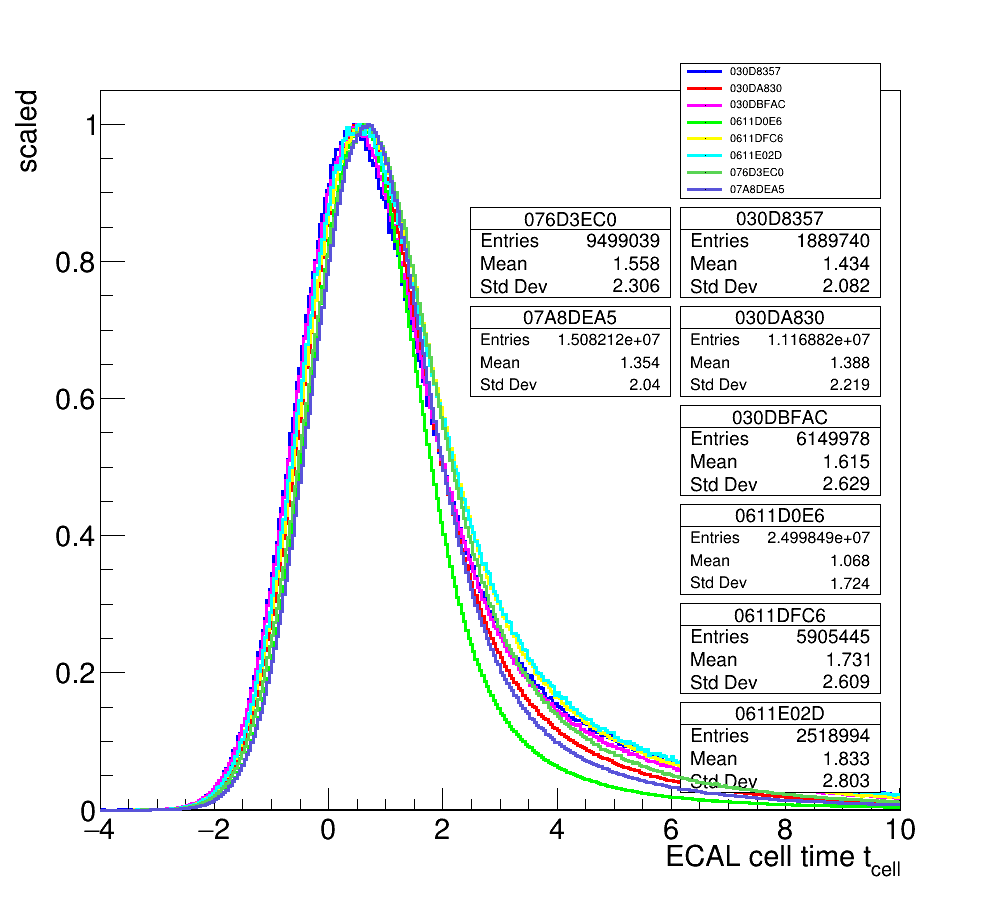 scaled
1
0.8
0.6
0.4
0.2
0
−4 −2 0 2 4 6 8 10
ECAL cell time tcell
030D8357
030DA830
030DBFAC
0611D0E6
0611DFC6
0611E02D
076D3EC0
07A8DEA5
076D3EC0
Entries 9499039
Mean 1.558
Std Dev 2.306
030D8357
Entries 1889740
Mean 1.434
Std Dev 2.082
07A8DEA5
Entries 1.508212e+07
Mean 1.354
Std Dev 2.04
030DA830
Entries 1.116882e+07
Mean 1.388
Std Dev 2.219
030DBFAC
Entries 6149978
Mean 1.615
Std Dev 2.629
0611D0E6
Entries 2.499849e+07
Mean 1.068
Std Dev 1.724
0611DFC6
Entries 5905445
Mean 1.731
Std Dev 2.609
0611E02D
Entries 2518994
Mean 1.833
Std Dev 2.803